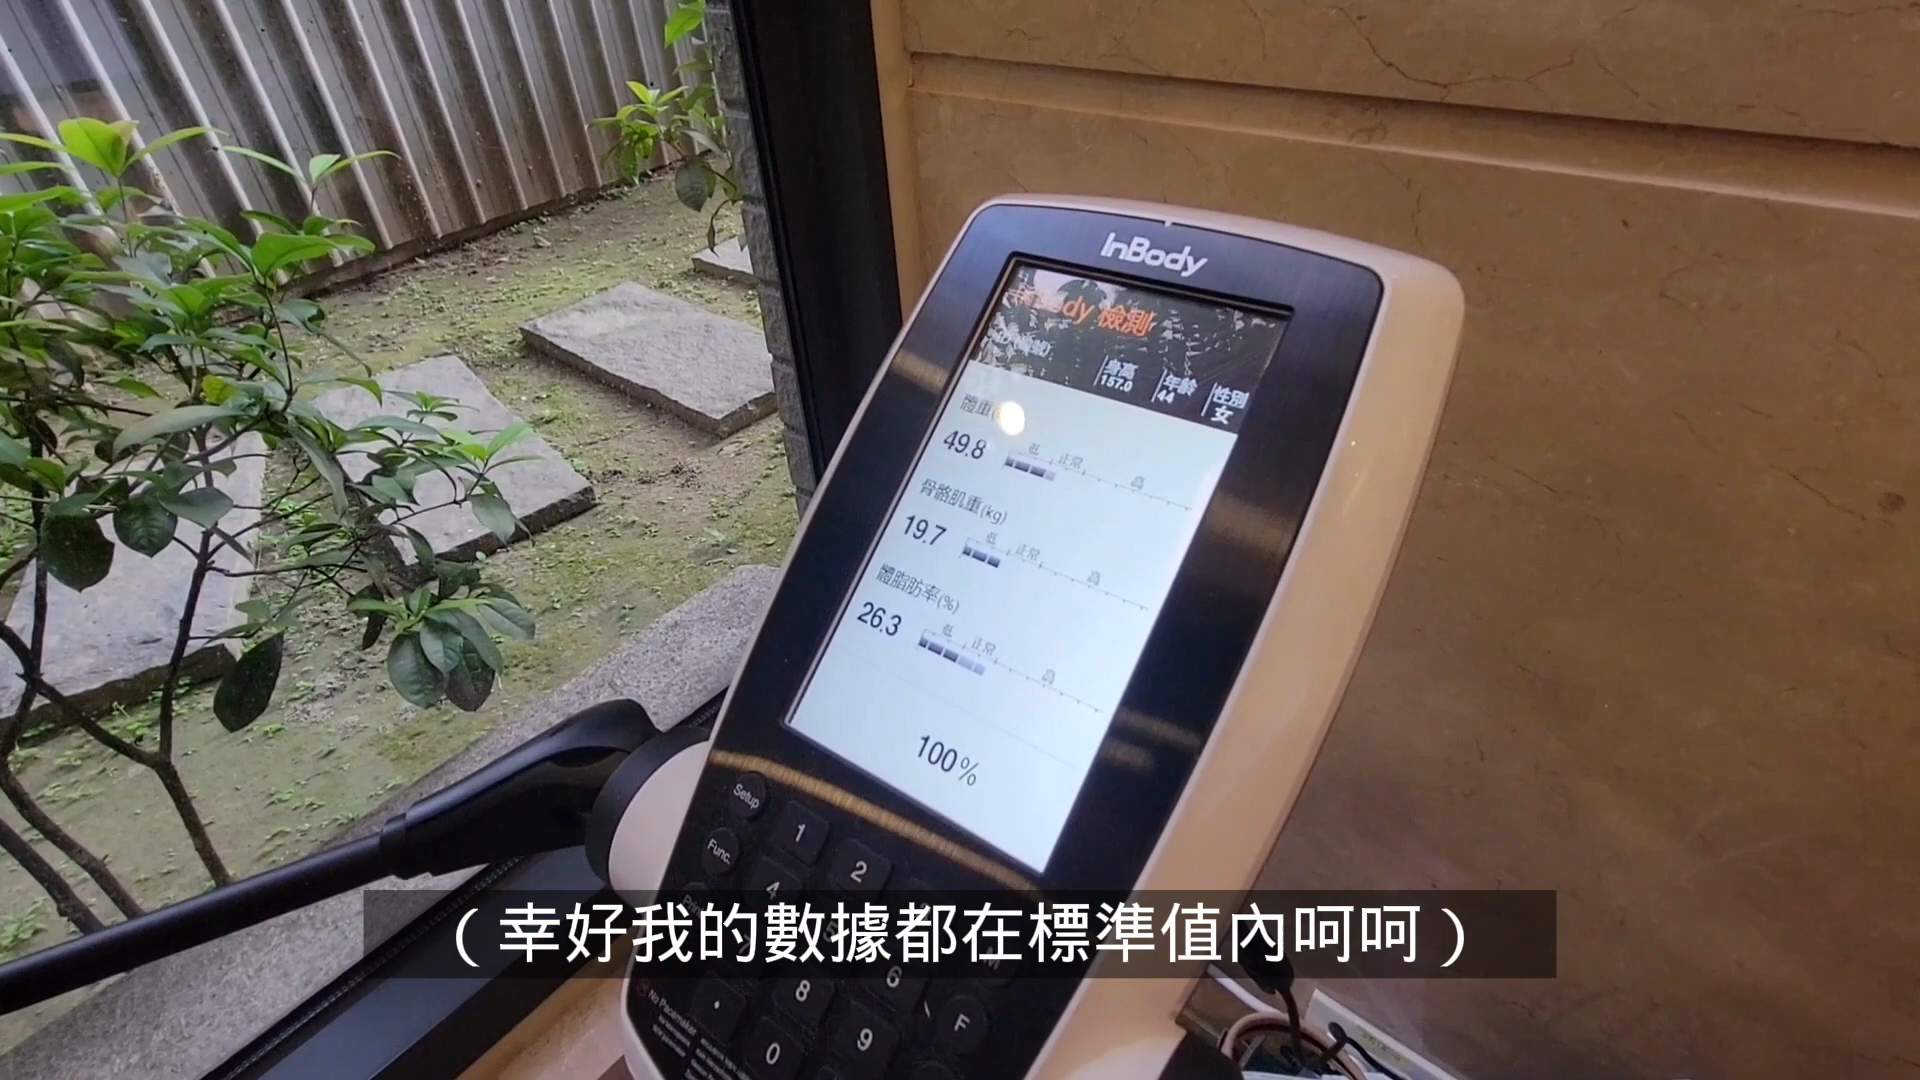 InBody
檢測
身高
157.0
年齡
44
性別
女
體重
49.8
低 正常 高
骨骼肌重(kg)
19.7
低 正常 高
體脂肪率(%)
26.3
低 正常 高
100%
Setup
1
2
Func.
4
6
8
9
0
F
No Pacemaker
（幸好我的數據都在標準值內呵呵）